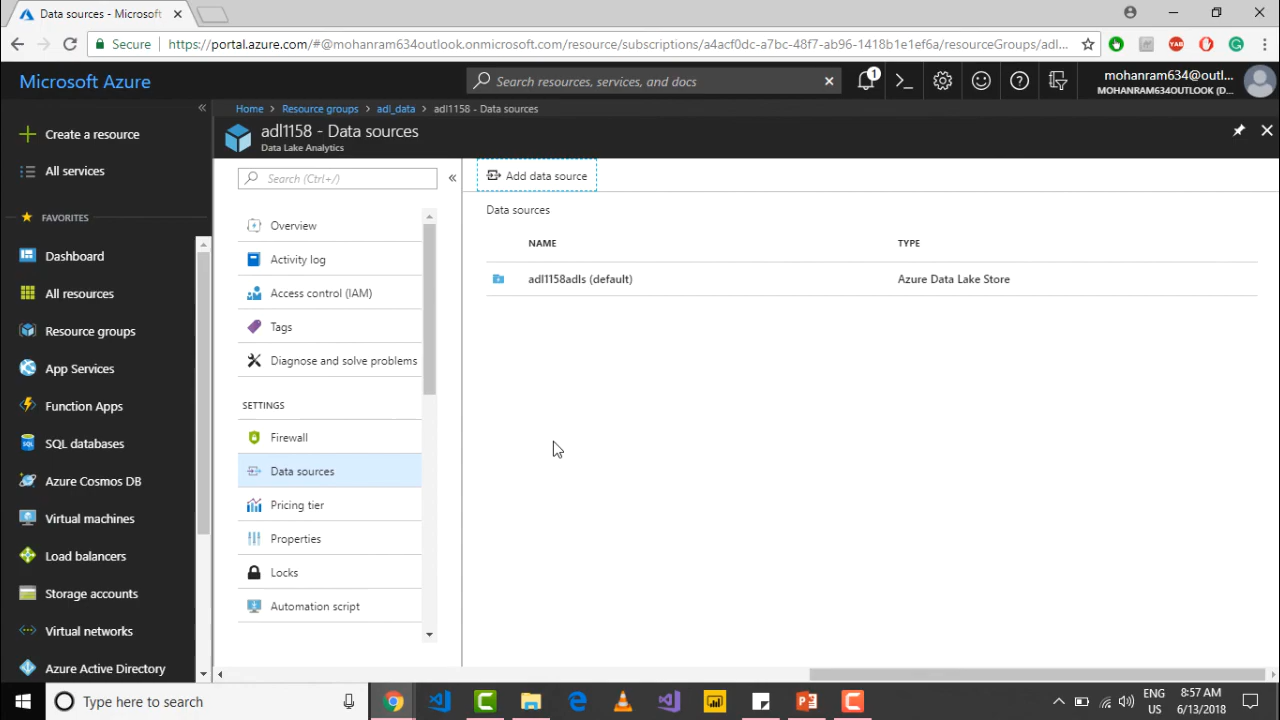 Data sources - Microsoft
Secure
https://portal.azure.com/#@mohanram634outlook.onmicrosoft.com/resource/subscriptions/a4acf0dc-a7bc-48f7-ab96-1418b1e1ef6a/resourceGroups/adl...
YAB
Microsoft Azure
Search resources, services, and docs
1
mohanram634@outl...
MOHANRAM634OUTLOOK (D...
Home > Resource groups > adl_data > adl1158 - Data sources
adl1158 - Data sources
Data Lake Analytics
Create a resource
All services
FAVORITES
Dashboard
All resources
Resource groups
App Services
Function Apps
SQL databases
Azure Cosmos DB
Virtual machines
Load balancers
Storage accounts
Virtual networks
Azure Active Directory
Search (Ctrl+/)
Overview
Activity log
Access control (IAM)
Tags
Diagnose and solve problems
SETTINGS
Firewall
Data sources
Pricing tier
Properties
Locks
Automation script
Add data source
Data sources
NAME TYPE
adl1158adls (default) Azure Data Lake Store
Type here to search
ENG
US
8:57 AM
6/13/2018